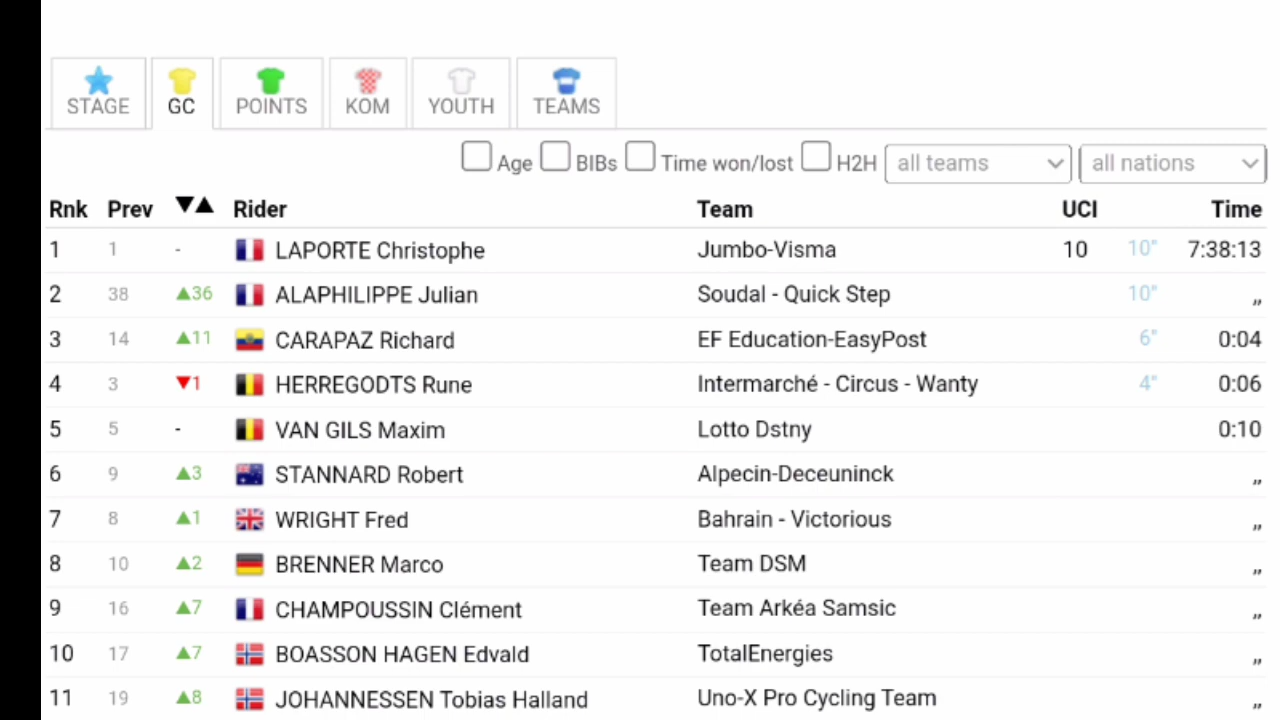 STAGE GC POINTS KOM YOUTH TEAMS
Age BIBs Time won/lost H2H all teams all nations
Rnk Prev ▼▲ Rider Team UCI Time
1 1 - LAPORTE Christophe Jumbo-Visma 10 10" 7:38:13
2 38 ▲36 ALAPHILIPPE Julian Soudal - Quick Step 10" ,,
3 14 ▲11 CARAPAZ Richard EF Education-EasyPost 6" 0:04
4 3 ▼1 HERREGODTS Rune Intermarché - Circus - Wanty 4" 0:06
5 5 - VAN GILS Maxim Lotto Dstny 0:10
6 9 ▲3 STANNARD Robert Alpecin-Deceuninck ,,
7 8 ▲1 WRIGHT Fred Bahrain - Victorious ,,
8 10 ▲2 BRENNER Marco Team DSM ,,
9 16 ▲7 CHAMPOUSSIN Clément Team Arkéa Samsic ,,
10 17 ▲7 BOASSON HAGEN Edvald TotalEnergies ,,
11 19 ▲8 JOHANNESSEN Tobias Halland Uno-X Pro Cycling Team ,,